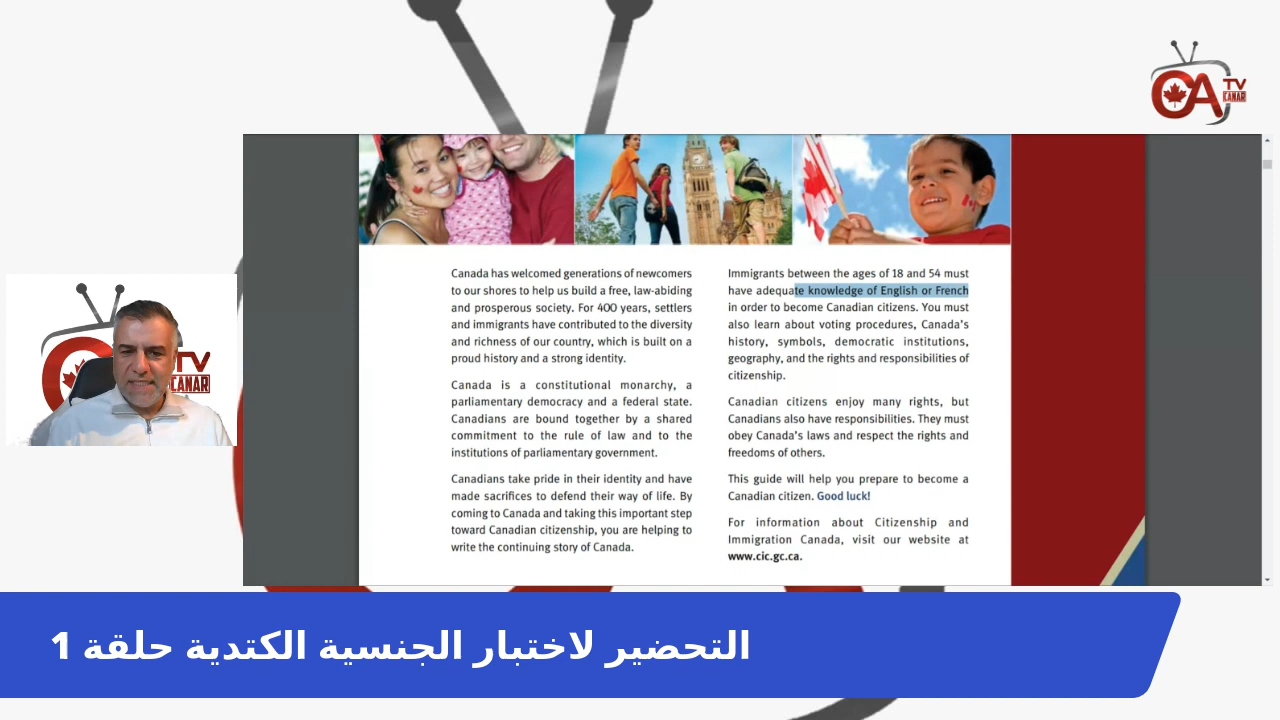 CA TV
CANAR
Canada has welcomed generations of newcomers
to our shores to help us build a free, law-abiding
and prosperous society. For 400 years, settlers
and immigrants have contributed to the diversity
and richness of our country, which is built on a
proud history and a strong identity.
Canada is a constitutional monarchy, a
parliamentary democracy and a federal state.
Canadians are bound together by a shared
commitment to the rule of law and to the
institutions of parliamentary government.
Canadians take pride in their identity and have
made sacrifices to defend their way of life. By
coming to Canada and taking this important step
toward Canadian citizenship, you are helping to
write the continuing story of Canada.
Immigrants between the ages of 18 and 54 must
have adequate knowledge of English or French
in order to become Canadian citizens. You must
also learn about voting procedures, Canada's
history, symbols, democratic institutions,
geography, and the rights and responsibilities of
citizenship.
Canadian citizens enjoy many rights, but
Canadians also have responsibilities. They must
obey Canada's laws and respect the rights and
freedoms of others.
This guide will help you prepare to become a
Canadian citizen. Good luck!
For information about Citizenship and
Immigration Canada, visit our website at
www.cic.gc.ca.
TV
CANAR
التحضير لاختبار الجنسية الكتدية حلقة 1